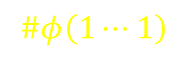 #𝜙(1 ⋯ 1)